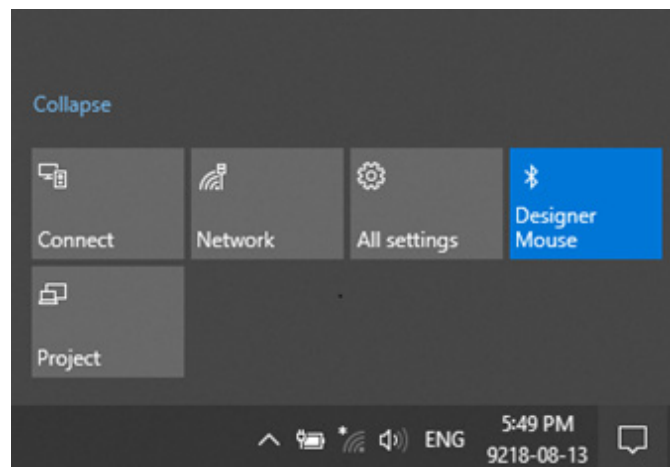 Collapse
Connect
Network
All settings
Designer
Mouse
Project
ENG
5:49 PM
9218-08-13